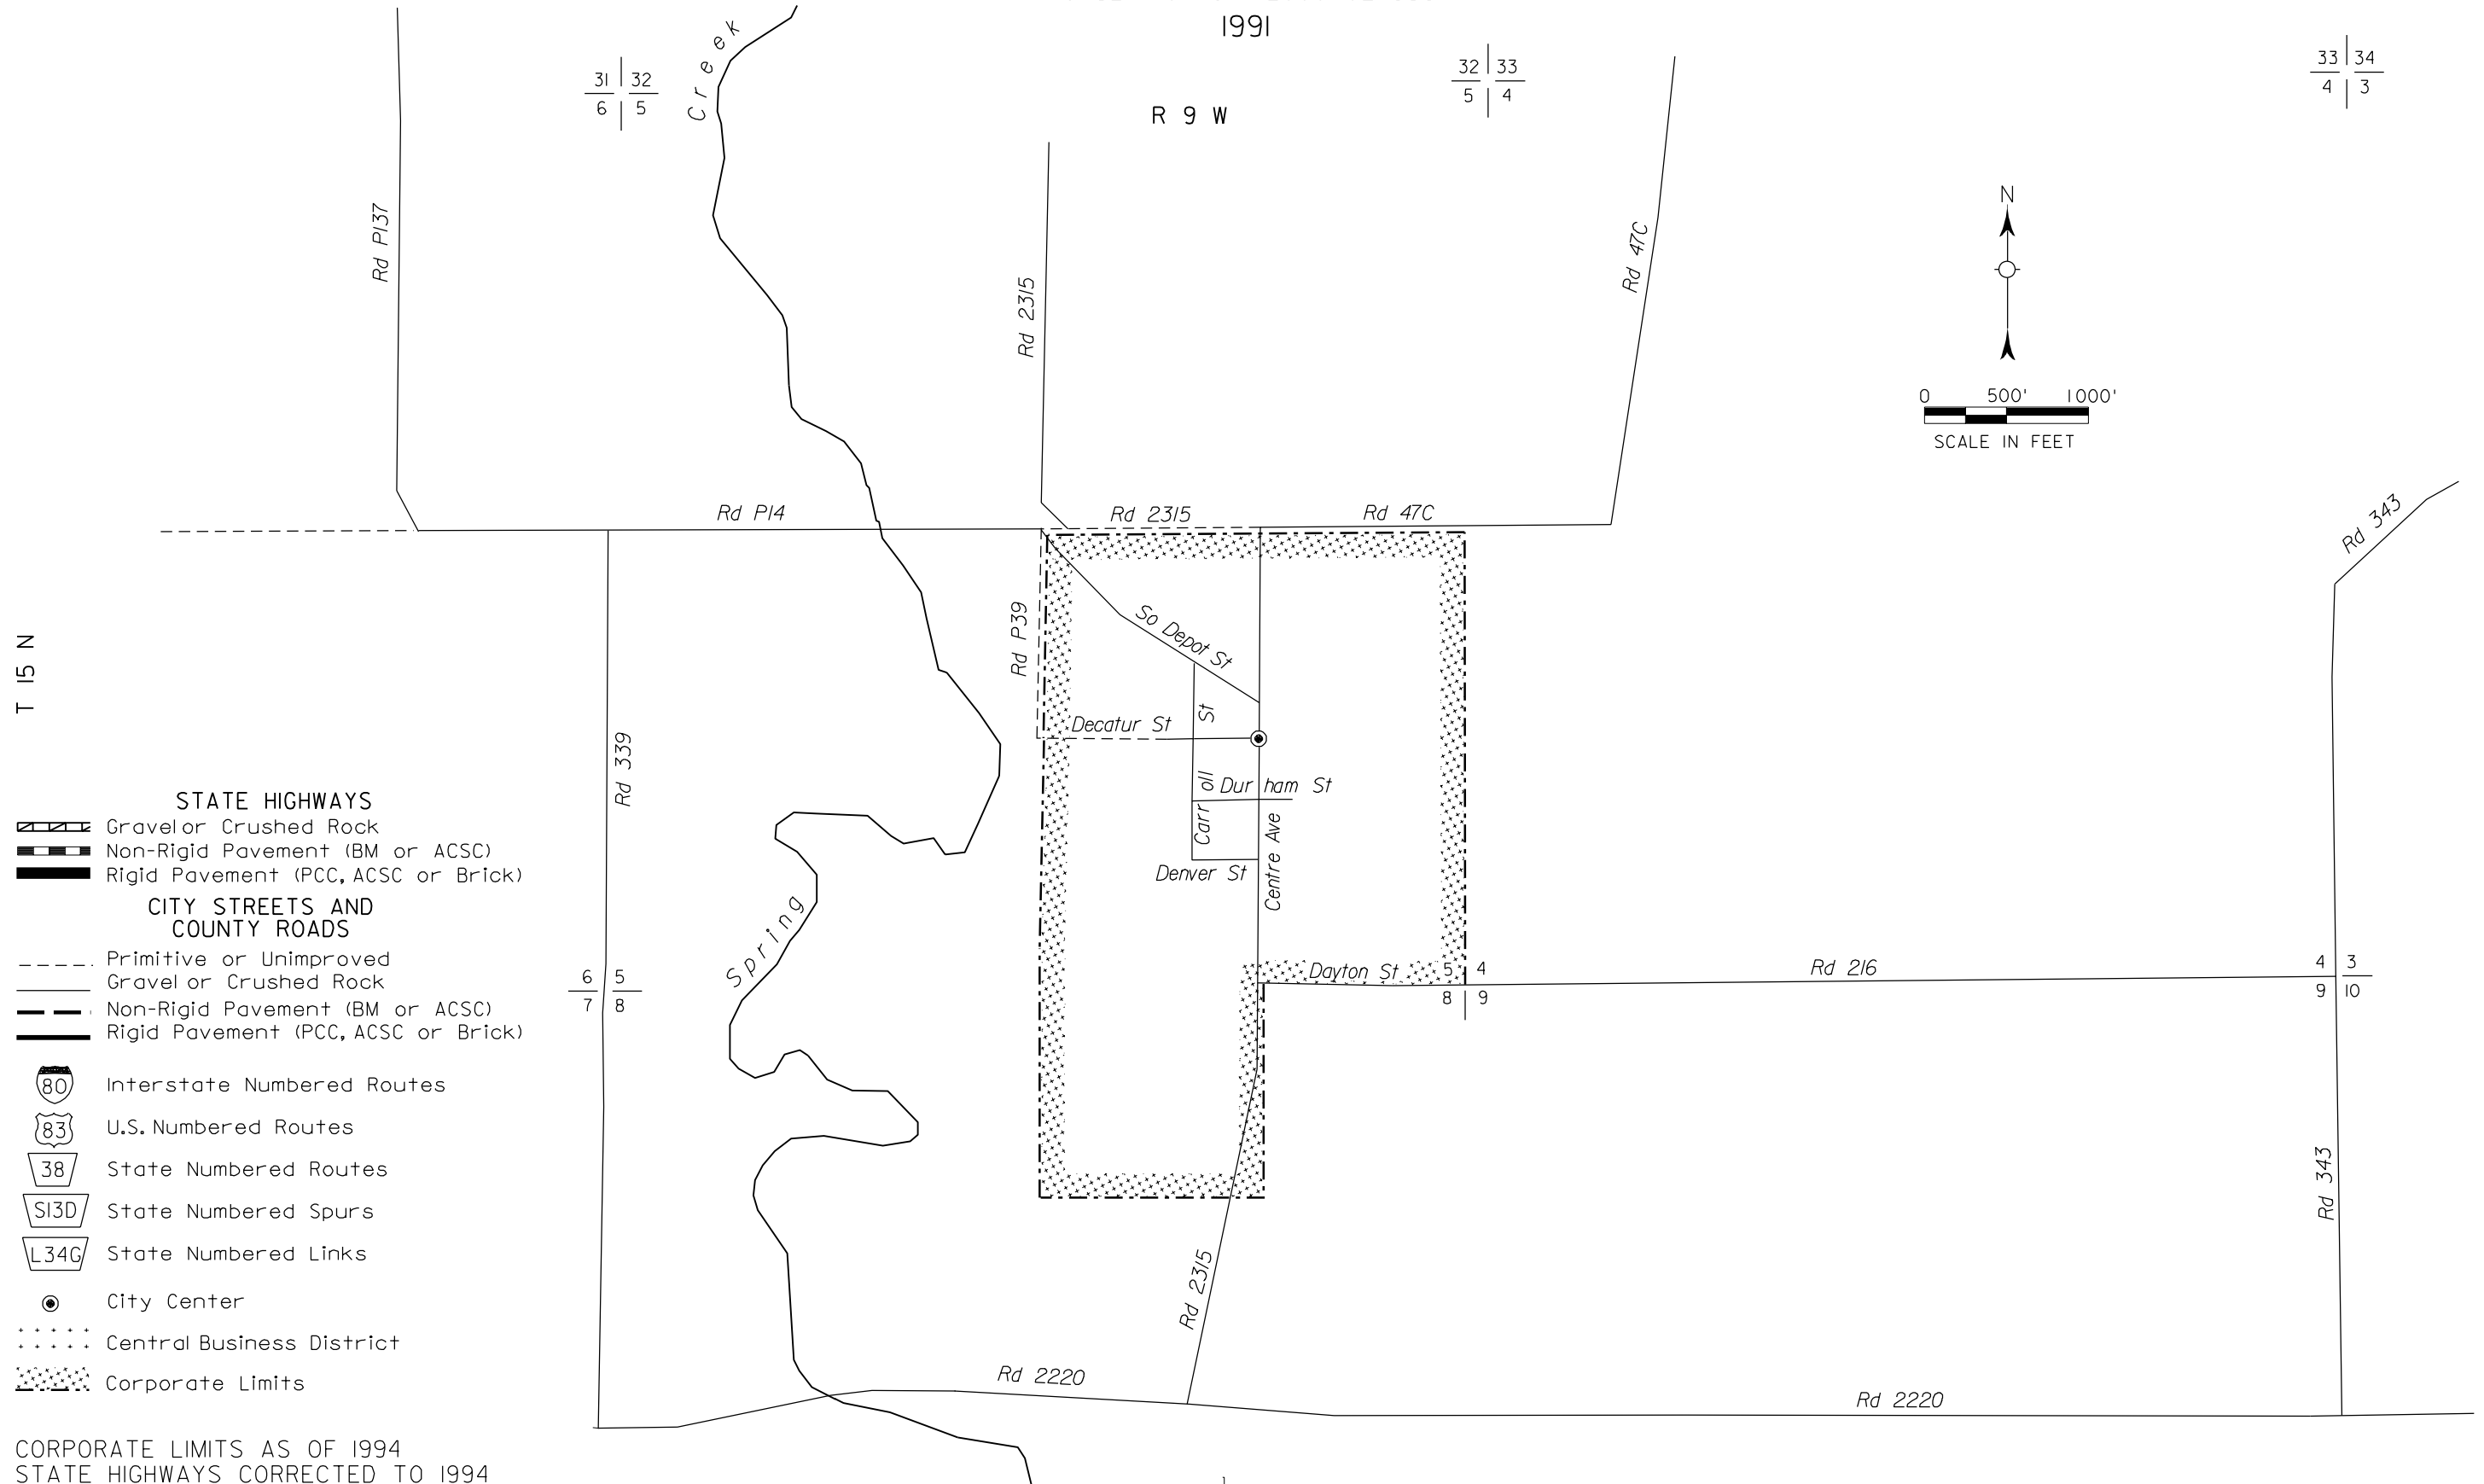 1991
31 32
6 5
32 33
5 4
33 34
4 3
Creek
R 9 W
N
Rd P137
Rd 2315
Rd 47C
0 500' 1000'
SCALE IN FEET
Rd P14
Rd 2315
Rd 47C
Rd 343
T 15 N
Rd P39
So Depot St
Decatur St
Carroll St
Rd 339
Durham St
Centre Ave
Denver St
Spring
Dayton St
6 5
7 8
5 4
8 9
Rd 216
4 3
9 10
Rd 343
Rd 2315
Rd 2220
Rd 2220
STATE HIGHWAYS
Gravel or Crushed Rock
Non-Rigid Pavement (BM or ACSC)
Rigid Pavement (PCC, ACSC or Brick)
CITY STREETS AND
COUNTY ROADS
Primitive or Unimproved
Gravel or Crushed Rock
Non-Rigid Pavement (BM or ACSC)
Rigid Pavement (PCC, ACSC or Brick)
80 Interstate Numbered Routes
83 U.S. Numbered Routes
38 State Numbered Routes
S13D State Numbered Spurs
L34G State Numbered Links
City Center
Central Business District
Corporate Limits
CORPORATE LIMITS AS OF 1994
STATE HIGHWAYS CORRECTED TO 1994